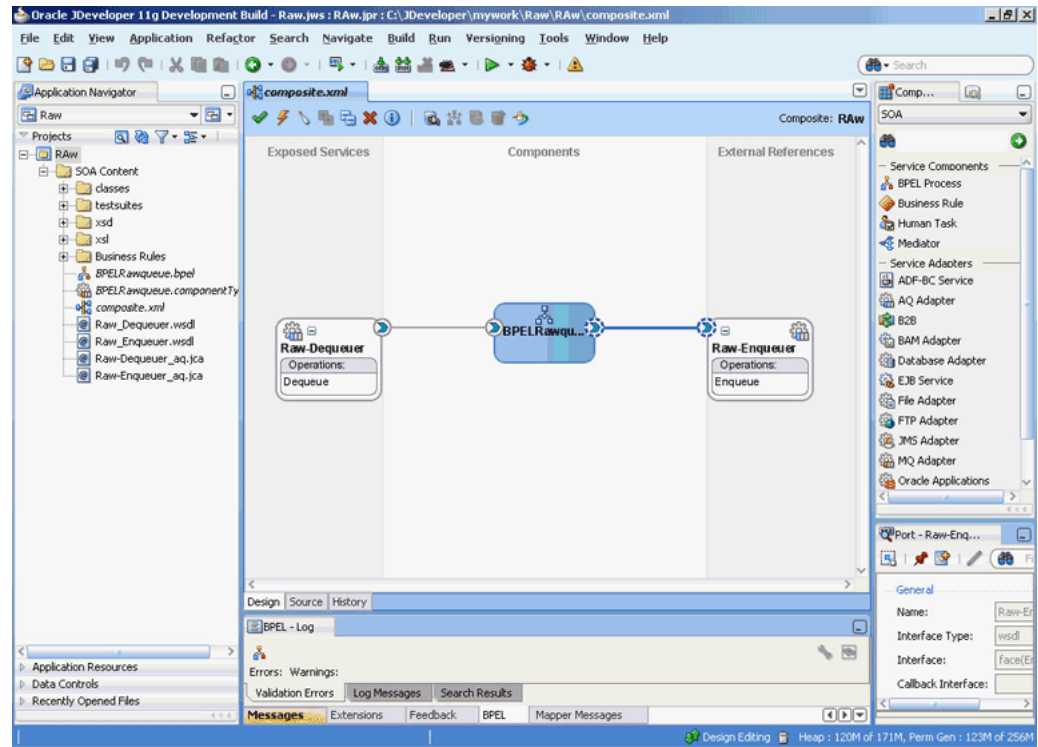 Oracle JDeveloper 11g Development Build - Raw.jws : RAw.jpr : C:\JDeveloper\mywork\Raw\RAw\composite.xml
File Edit View Application Refactor Search Navigate Build Run Versioning Tools Window Help
Search
Application Navigator
Raw
Projects
RAw
SOA Content
classes
testsuites
xsd
xsl
Business Rules
BPELRawqueue.bpel
BPELRawqueue.componentTy
composite.xml
Raw_Dequeuer.wsdl
Raw_Enqueuer.wsdl
Raw-Dequeuer_aq.jca
Raw-Enqueuer_aq.jca
Application Resources
Data Controls
Recently Opened Files
composite.xml
Composite: RAw
Exposed Services
Components
External References
Raw-Dequeuer
Operations:
Dequeue
BPELRawqu...
Raw-Enqueuer
Operations:
Enqueue
Design Source History
BPEL - Log
Errors: Warnings:
Validation Errors Log Messages Search Results
Messages Extensions Feedback BPEL Mapper Messages
Comp...
SOA
Service Components
BPEL Process
Business Rule
Human Task
Mediator
Service Adapters
ADF-BC Service
AQ Adapter
B2B
BAM Adapter
Database Adapter
EJB Service
File Adapter
FTP Adapter
JMS Adapter
MQ Adapter
Oracle Applications
Port - Raw-Enq...
Fi
General
Name: Raw-Er
Interface Type: wsdl
Interface: face(Er
Callback Interface:
Design Editing Heap : 120M of 171M, Perm Gen : 123M of 256M